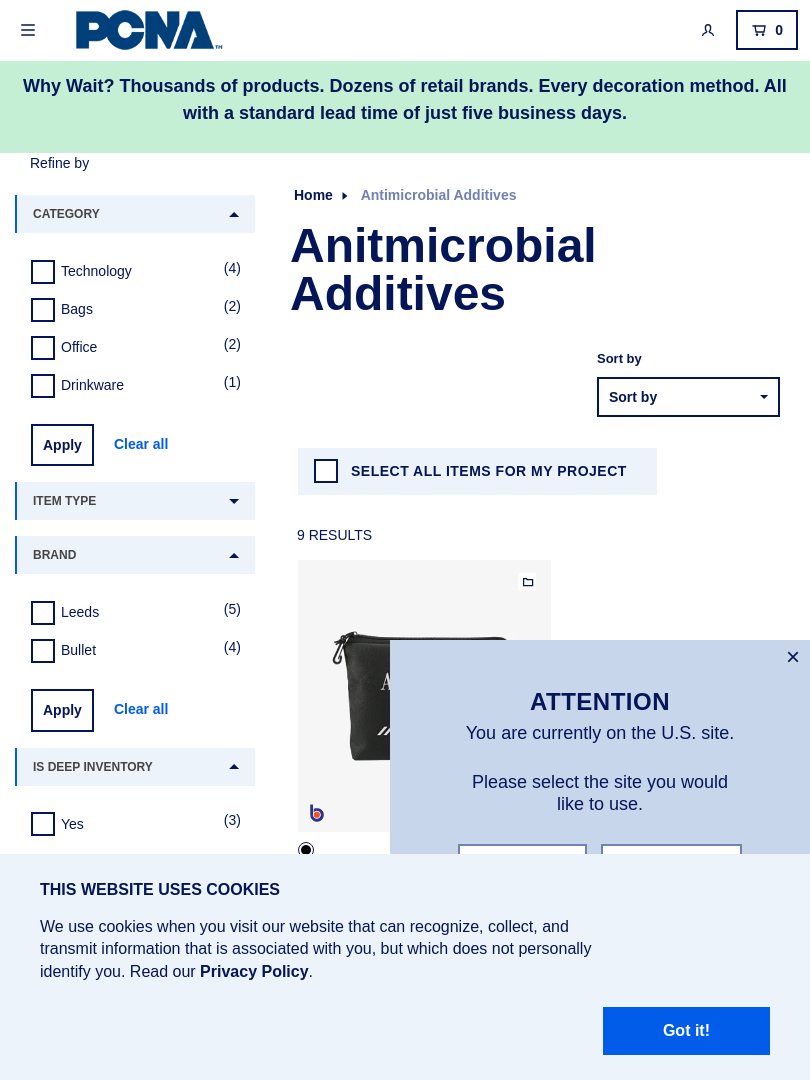 PCNA™
0
Why Wait? Thousands of products. Dozens of retail brands. Every decoration method. All
with a standard lead time of just five business days.
Refine by
Home
Antimicrobial Additives
CATEGORY
Anitmicrobial
Additives
Technology
(4)
Bags
(2)
Office
(2)
Drinkware
(1)
Sort by
Sort by
Apply
Clear all
SELECT ALL ITEMS FOR MY PROJECT
ITEM TYPE
9 RESULTS
BRAND
Leeds
(5)
Bullet
(4)
Apply
Clear all
IS DEEP INVENTORY
Yes
(3)
A
b
ATTENTION
You are currently on the U.S. site.
Please select the site you would
like to use.
THIS WEBSITE USES COOKIES
We use cookies when you visit our website that can recognize, collect, and
transmit information that is associated with you, but which does not personally
identify you. Read our Privacy Policy.
Got it!